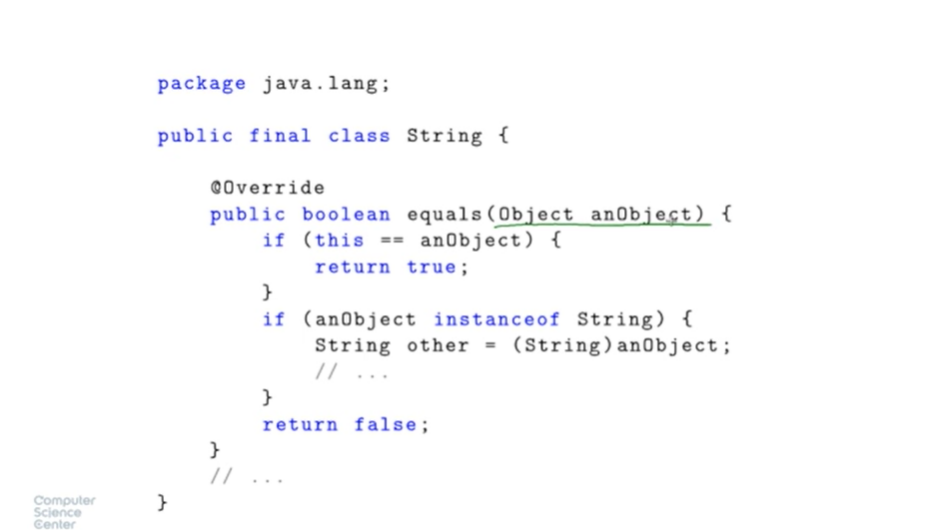 package java.lang;
public final class String {
@Override
public boolean equals(Object anObject) {
if (this == anObject) {
return true;
}
if (anObject instanceof String) {
String other = (String)anObject;
// ...
}
return false;
}
// ...
}
Computer
Science
Center